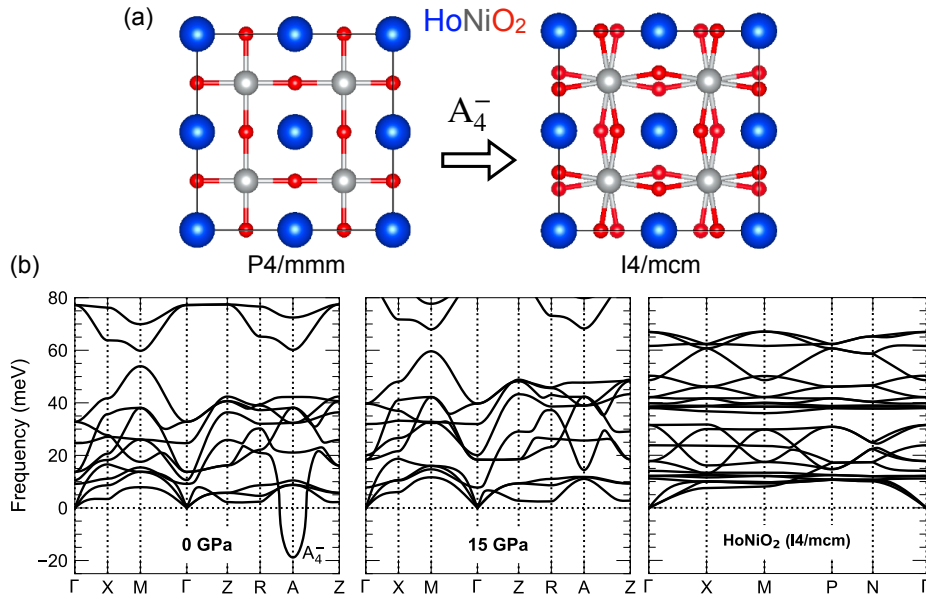 (a)
HoNiO₂
A₄⁻
P4/mmm
I4/mcm
(b)
Frequency (meV)
80
60
40
20
0
−20
0 GPa
A₄⁻
15 GPa
HoNiO₂ (I4/mcm)
Γ X M Γ Z R A Z
Γ X M Γ Z R A Z
Γ X M P N Γ